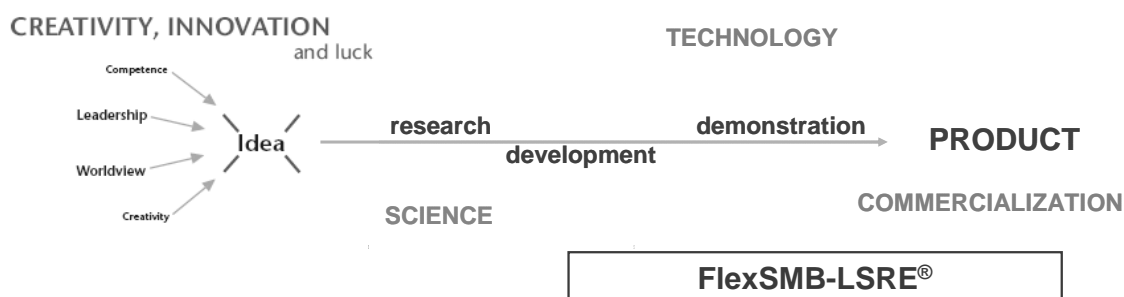 CREATIVITY, INNOVATION
and luck
TECHNOLOGY
Competence
Leadership
Idea
Worldview
Creativity
research
development
demonstration
PRODUCT
SCIENCE
COMMERCIALIZATION
FlexSMB-LSRE®